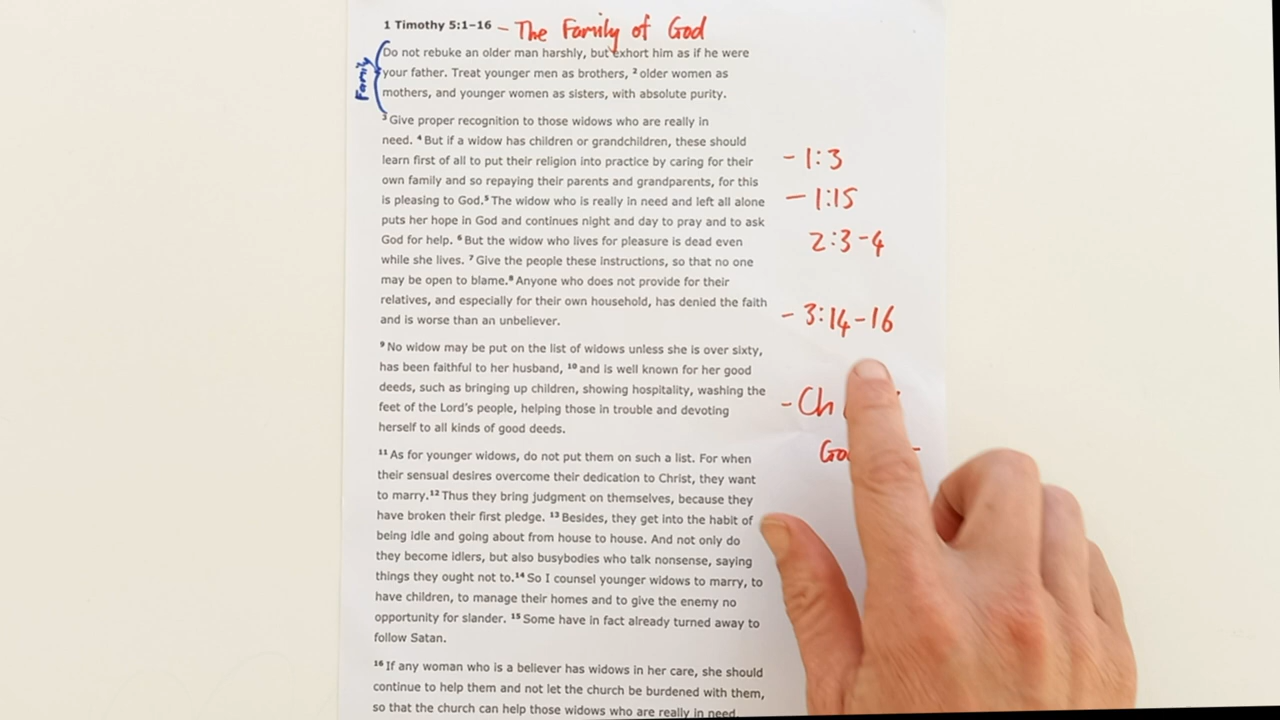 1 Timothy 5:1–16 – The Family of God
Do not rebuke an older man harshly, but exhort him as if he were
your father. Treat younger men as brothers, ² older women as
mothers, and younger women as sisters, with absolute purity.
Family
³ Give proper recognition to those widows who are really in
need. ⁴ But if a widow has children or grandchildren, these should
learn first of all to put their religion into practice by caring for their
own family and so repaying their parents and grandparents, for this
is pleasing to God.⁵ The widow who is really in need and left all alone
puts her hope in God and continues night and day to pray and to ask
God for help. ⁶ But the widow who lives for pleasure is dead even
while she lives. ⁷ Give the people these instructions, so that no one
may be open to blame.⁸ Anyone who does not provide for their
relatives, and especially for their own household, has denied the faith
and is worse than an unbeliever.
⁹ No widow may be put on the list of widows unless she is over sixty,
has been faithful to her husband, ¹⁰ and is well known for her good
deeds, such as bringing up children, showing hospitality, washing the
feet of the Lord's people, helping those in trouble and devoting
herself to all kinds of good deeds.
¹¹ As for younger widows, do not put them on such a list. For when
their sensual desires overcome their dedication to Christ, they want
to marry.¹² Thus they bring judgment on themselves, because they
have broken their first pledge. ¹³ Besides, they get into the habit of
being idle and going about from house to house. And not only do
they become idlers, but also busybodies who talk nonsense, saying
things they ought not to.¹⁴ So I counsel younger widows to marry, to
have children, to manage their homes and to give the enemy no
opportunity for slander. ¹⁵ Some have in fact already turned away to
follow Satan.
¹⁶ If any woman who is a believer has widows in her care, she should
continue to help them and not let the church be burdened with them,
so that the church can help those widows who are really in need.
- 1:3
- 1:15
2:3-4
- 3:14-16